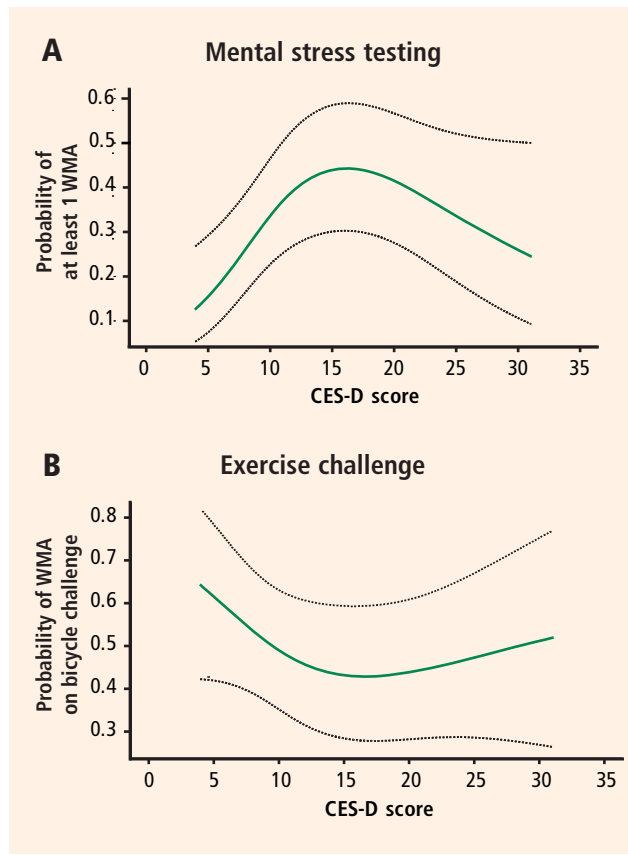 A
Mental stress testing
Probability of
at least 1 WMA
0.6
0.5
0.4
0.3
0.2
0.1
0 5 10 15 20 25 30 35
CES-D score
B
Exercise challenge
Probability of WMA
on bicycle challenge
0.8
0.7
0.6
0.5
0.4
0.3
0 5 10 15 20 25 30 35
CES-D score